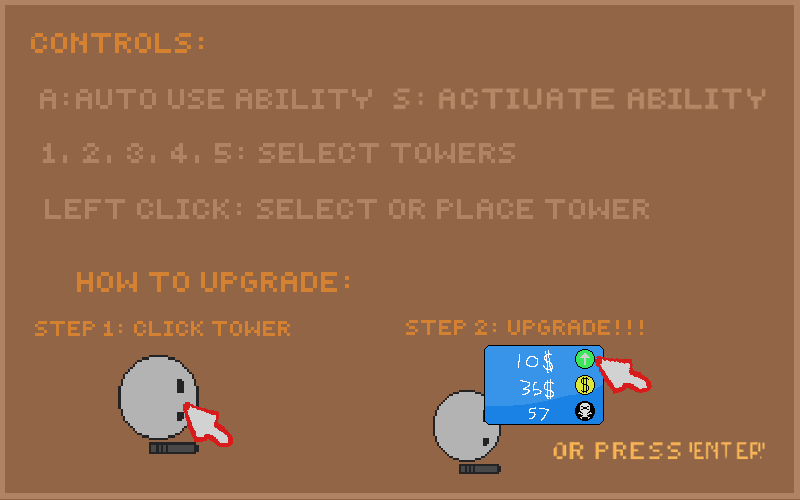 CONTROLS:
A:AUTO USE ABILITY S: ACTIVATE ABILITY
1. 2. 3. 4. 5: SELECT TOWERS
LEFT CLICK: SELECT OR PLACE TOWER
HOW TO UPGRADE:
STEP 1: CLICK TOWER
STEP 2: UPGRADE!!!
10$
35$
$
57
OR PRESS 'ENTER'